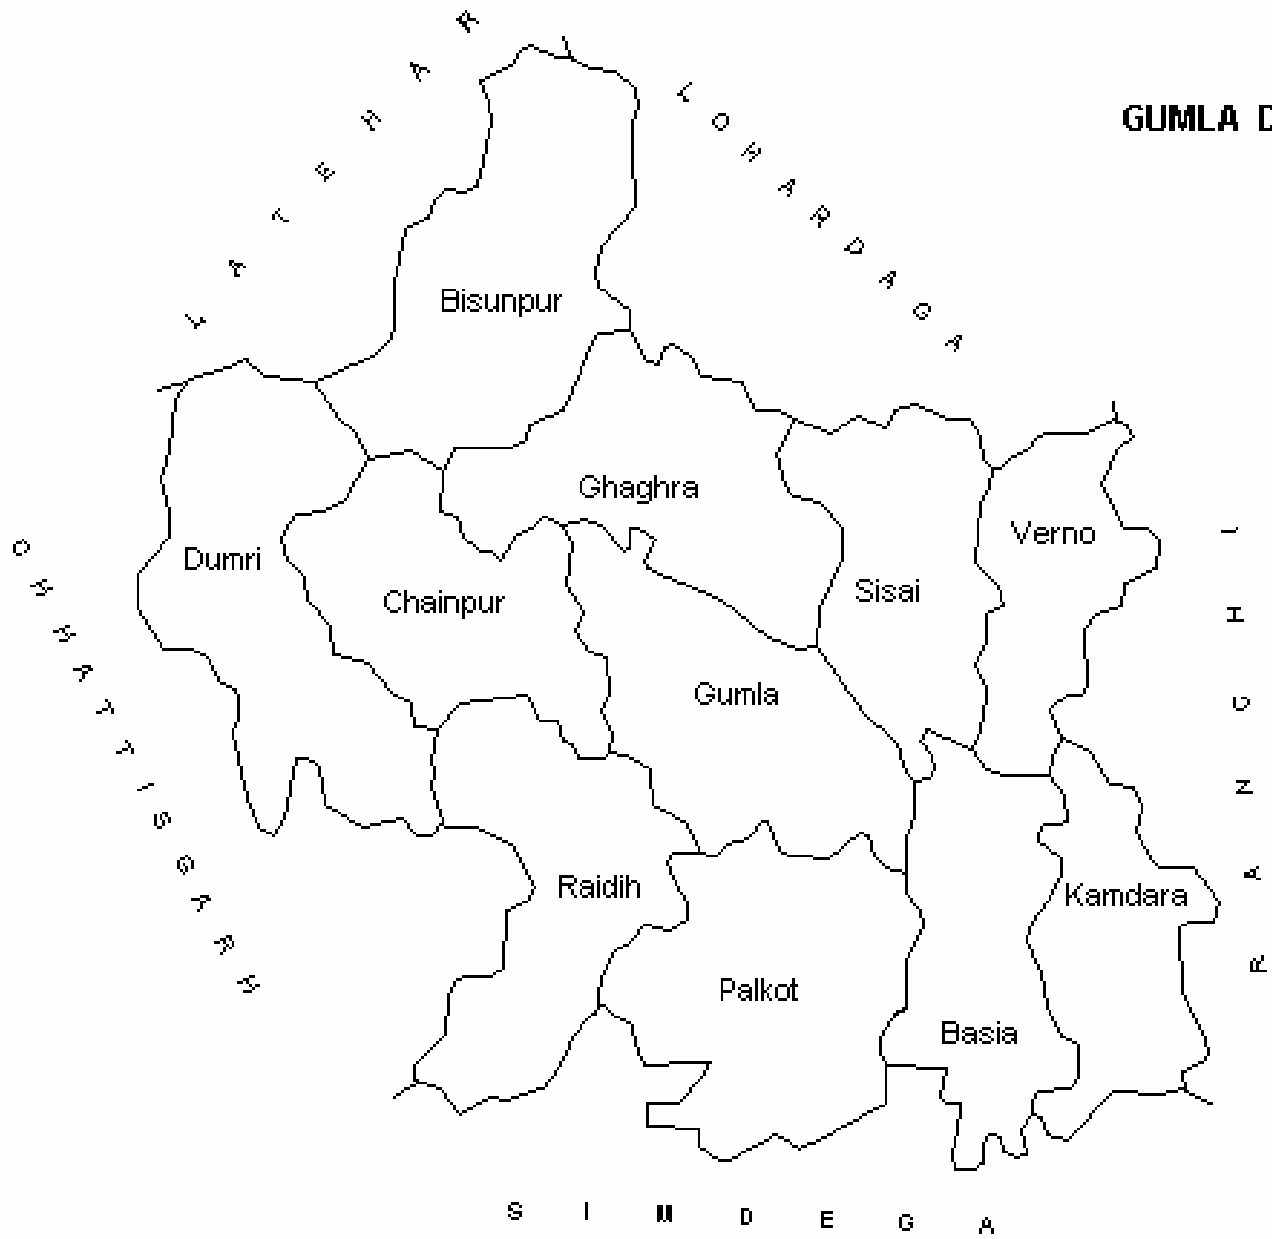 GUMLA D
LATEHAR
LOHARDAGA
Bisunpur
Ghaghra
Verno
Dumri
Sisai
Chainpur
Gumla
CHHATTISGARH
RANCHI
Raidih
Kamdara
Palkot
Basia
SIMDEGA